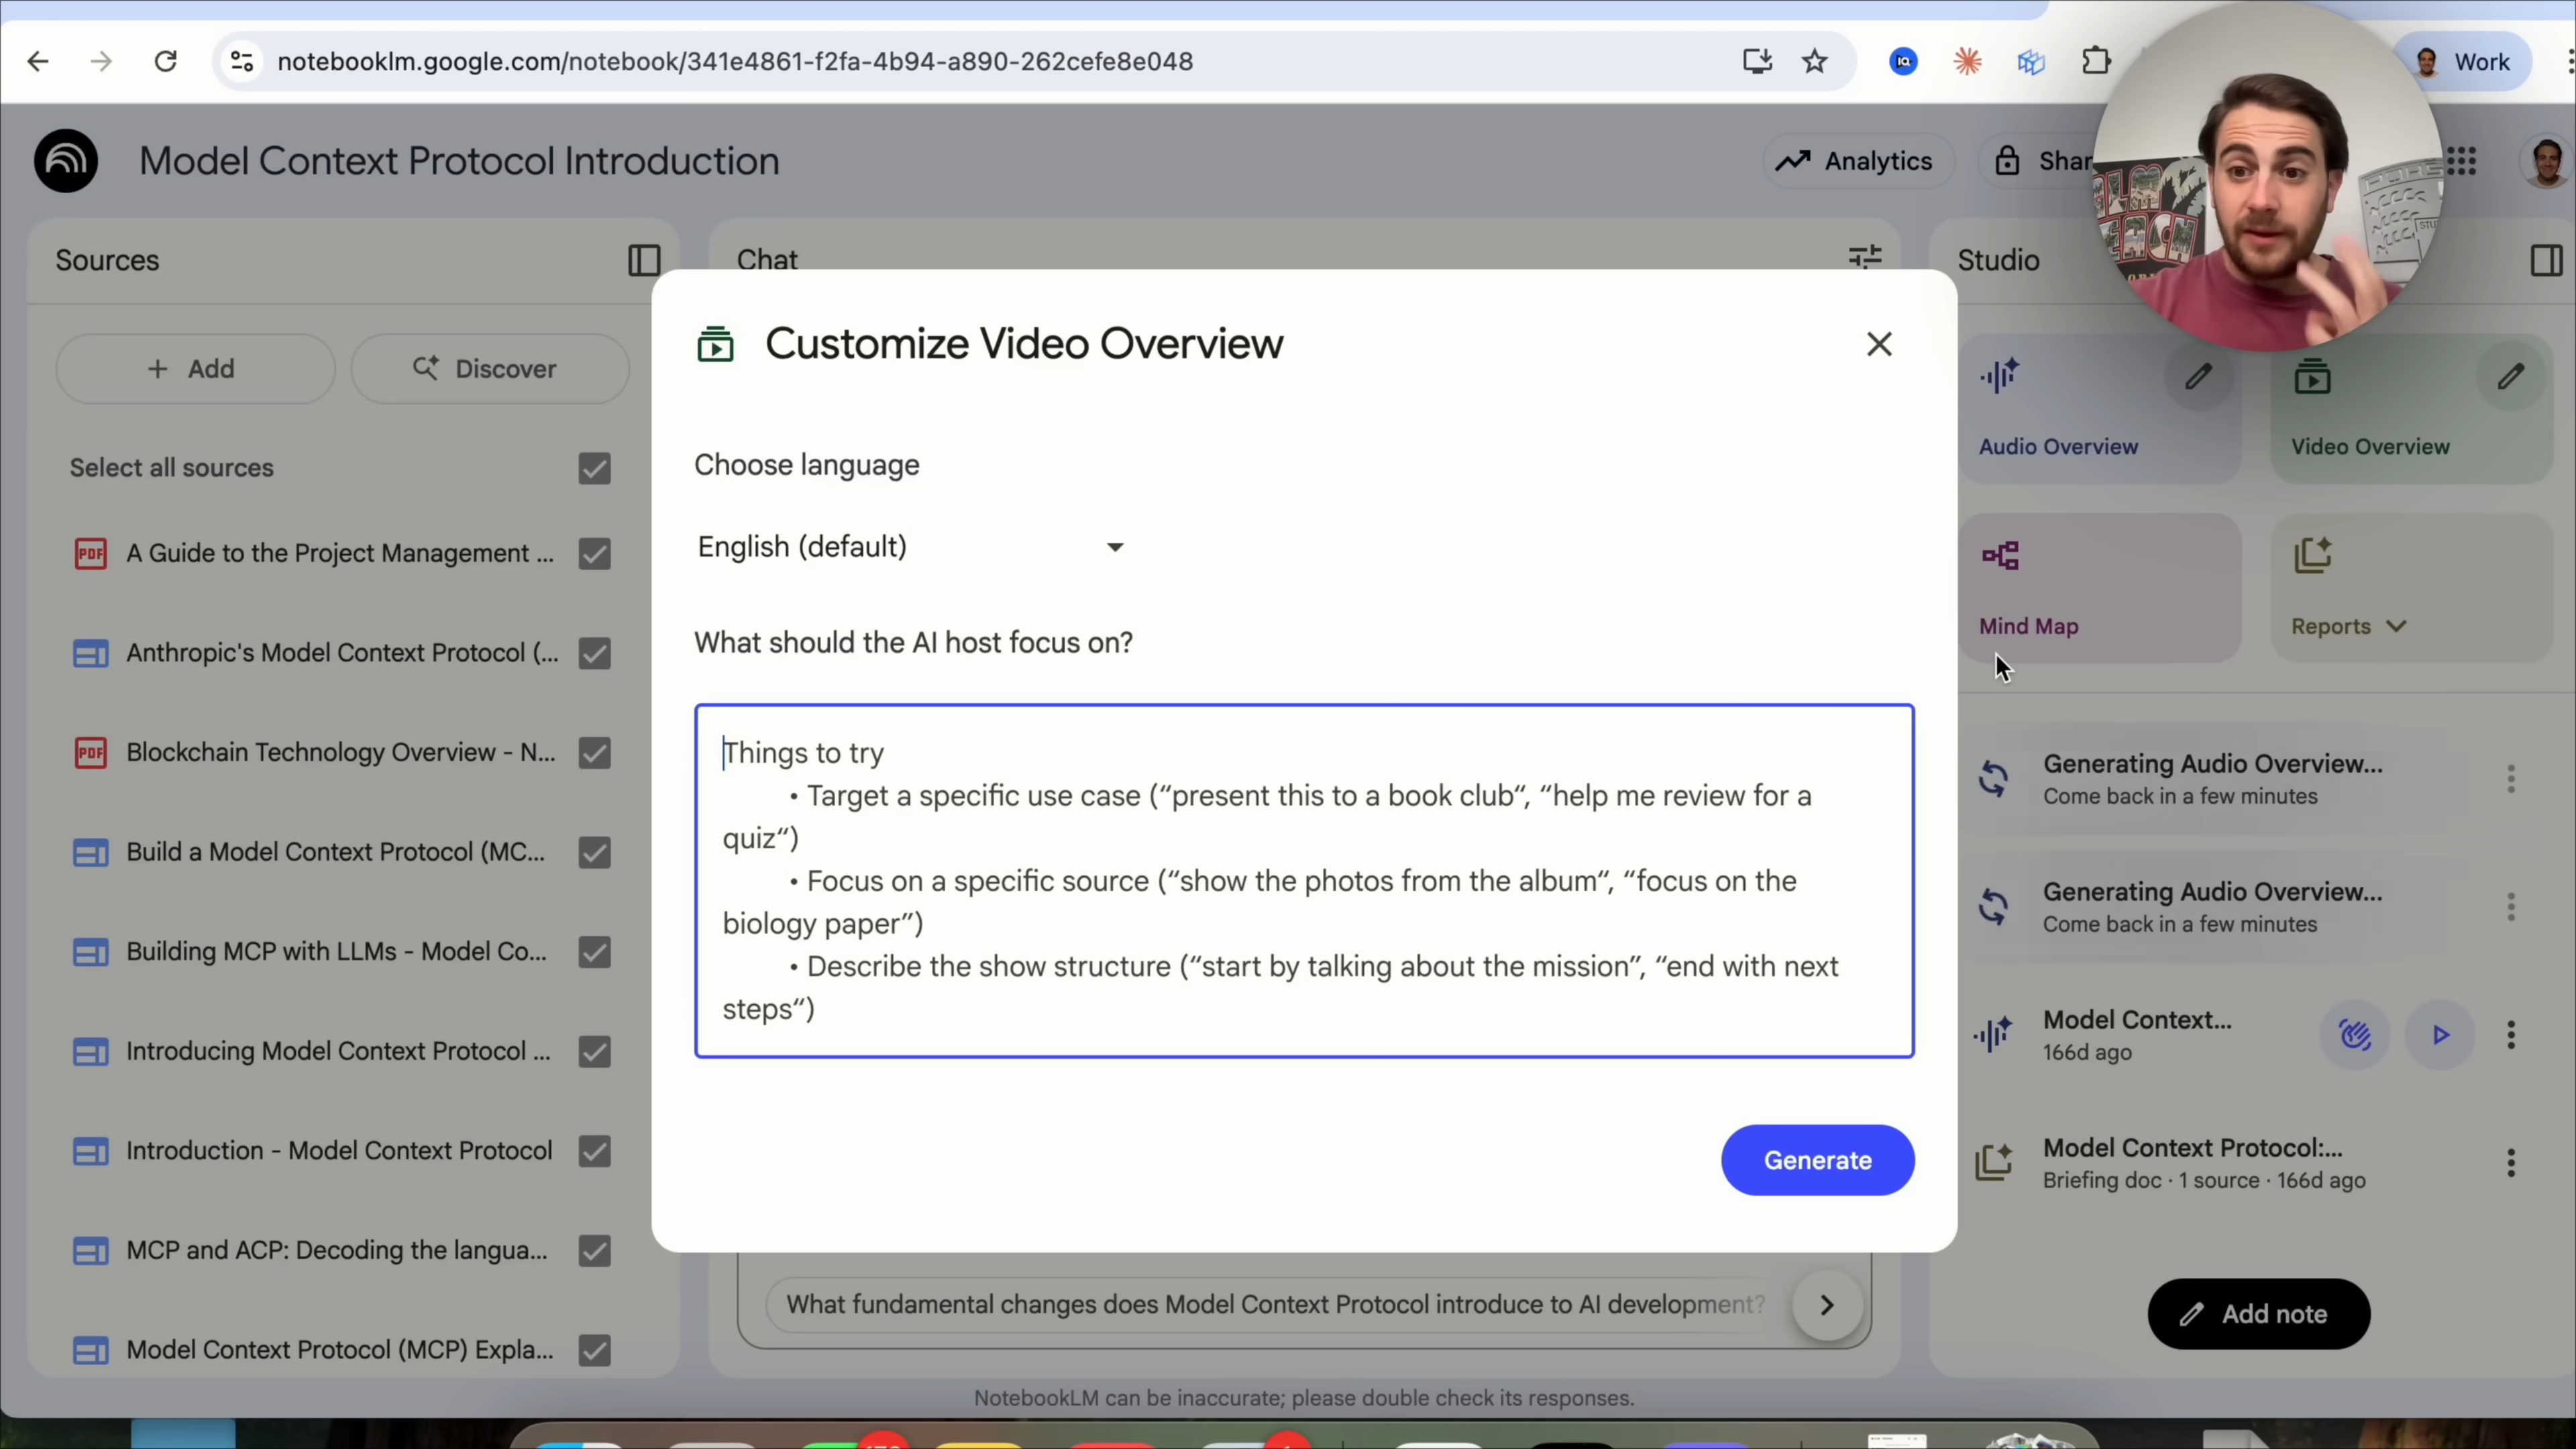 notebooklm.google.com/notebook/341e4861-f2fa-4b94-a890-262cefe8e048
Work
Model Context Protocol Introduction
Analytics
Shar
Sources
Chat
Studio
Add
Discover
Select all sources
A Guide to the Project Management ...
Anthropic's Model Context Protocol (...
Blockchain Technology Overview - N...
Build a Model Context Protocol (MC...
Building MCP with LLMs - Model Co...
Introducing Model Context Protocol ...
Introduction - Model Context Protocol
MCP and ACP: Decoding the langua...
Model Context Protocol (MCP) Expla...
Customize Video Overview
Choose language
English (default)
What should the AI host focus on?
Things to try
• Target a specific use case (“present this to a book club“, “help me review for a
quiz“)
• Focus on a specific source (“show the photos from the album“, “focus on the
biology paper”)
• Describe the show structure (“start by talking about the mission”, “end with next
steps“)
Generate
What fundamental changes does Model Context Protocol introduce to AI development?
NotebookLM can be inaccurate; please double check its responses.
Audio Overview
Video Overview
Mind Map
Reports
Generating Audio Overview...
Come back in a few minutes
Generating Audio Overview...
Come back in a few minutes
Model Context...
166d ago
Model Context Protocol:...
Briefing doc · 1 source · 166d ago
Add note